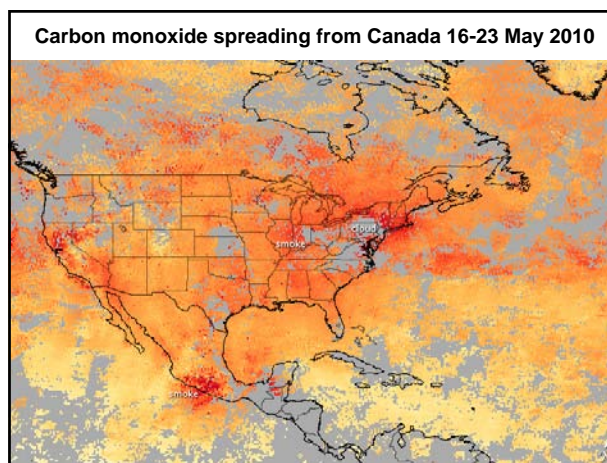 Carbon monoxide spreading from Canada 16-23 May 2010
cloud
smoke
smoke